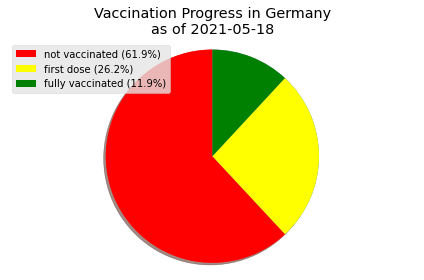 Vaccination Progress in Germany
as of 2021-05-18
not vaccinated (61.9%)
first dose (26.2%)
fully vaccinated (11.9%)